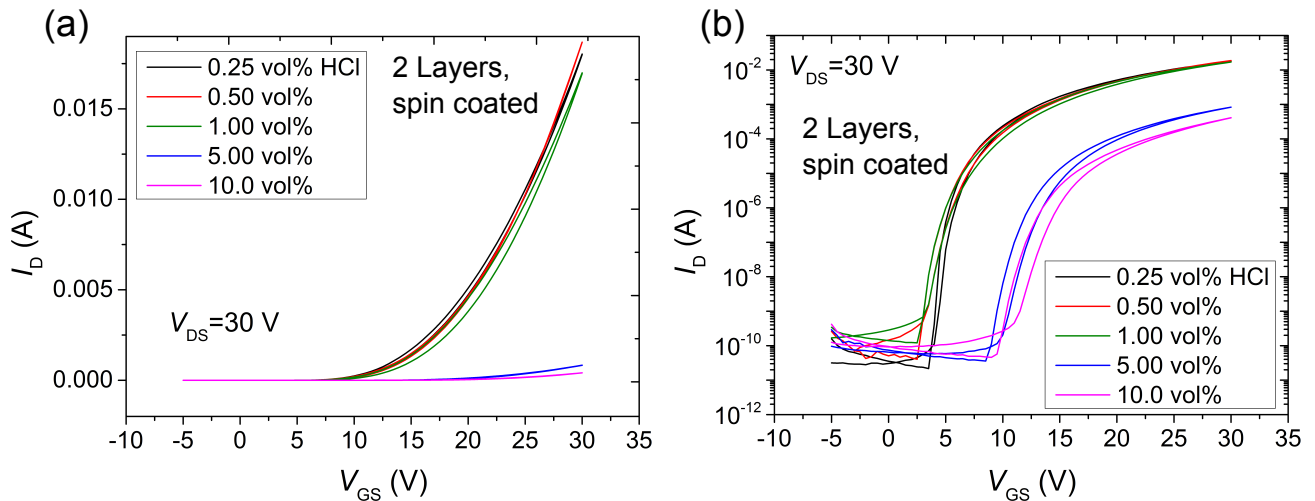 (a)
0.25 vol% HCl
0.50 vol%
1.00 vol%
5.00 vol%
10.0 vol%
2 Layers,
spin coated
V_DS=30 V
0.015
0.010
0.005
0.000
I_D (A)
-10 -5 0 5 10 15 20 25 30 35
V_GS (V)
(b)
V_DS=30 V
2 Layers,
spin coated
0.25 vol% HCl
0.50 vol%
1.00 vol%
5.00 vol%
10.0 vol%
10^-2
10^-4
10^-6
10^-8
10^-10
10^-12
I_D (A)
-10 -5 0 5 10 15 20 25 30 35
V_GS (V)